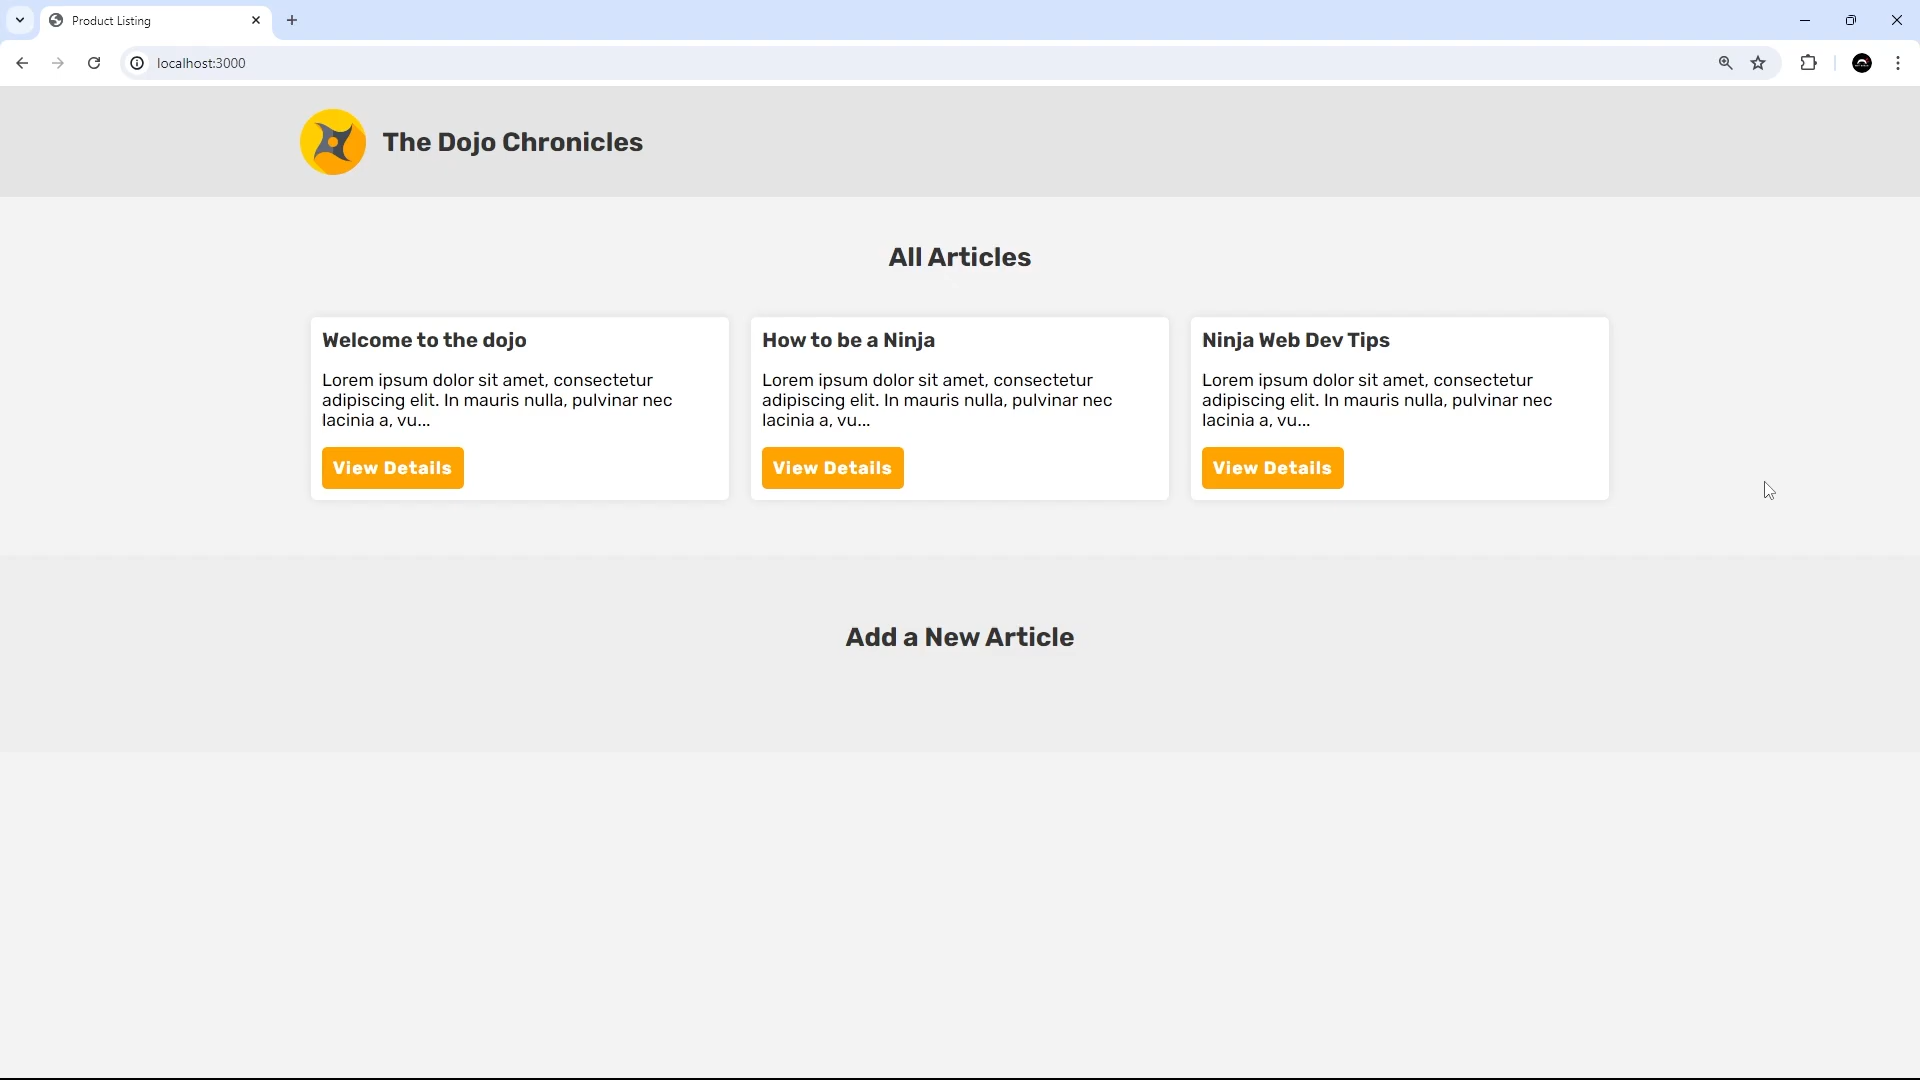 Product Listing
localhost:3000
The Dojo Chronicles
All Articles
Welcome to the dojo
Lorem ipsum dolor sit amet, consectetur
adipiscing elit. In mauris nulla, pulvinar nec
lacinia a, vu...
View Details
How to be a Ninja
Lorem ipsum dolor sit amet, consectetur
adipiscing elit. In mauris nulla, pulvinar nec
lacinia a, vu...
View Details
Ninja Web Dev Tips
Lorem ipsum dolor sit amet, consectetur
adipiscing elit. In mauris nulla, pulvinar nec
lacinia a, vu...
View Details
Add a New Article